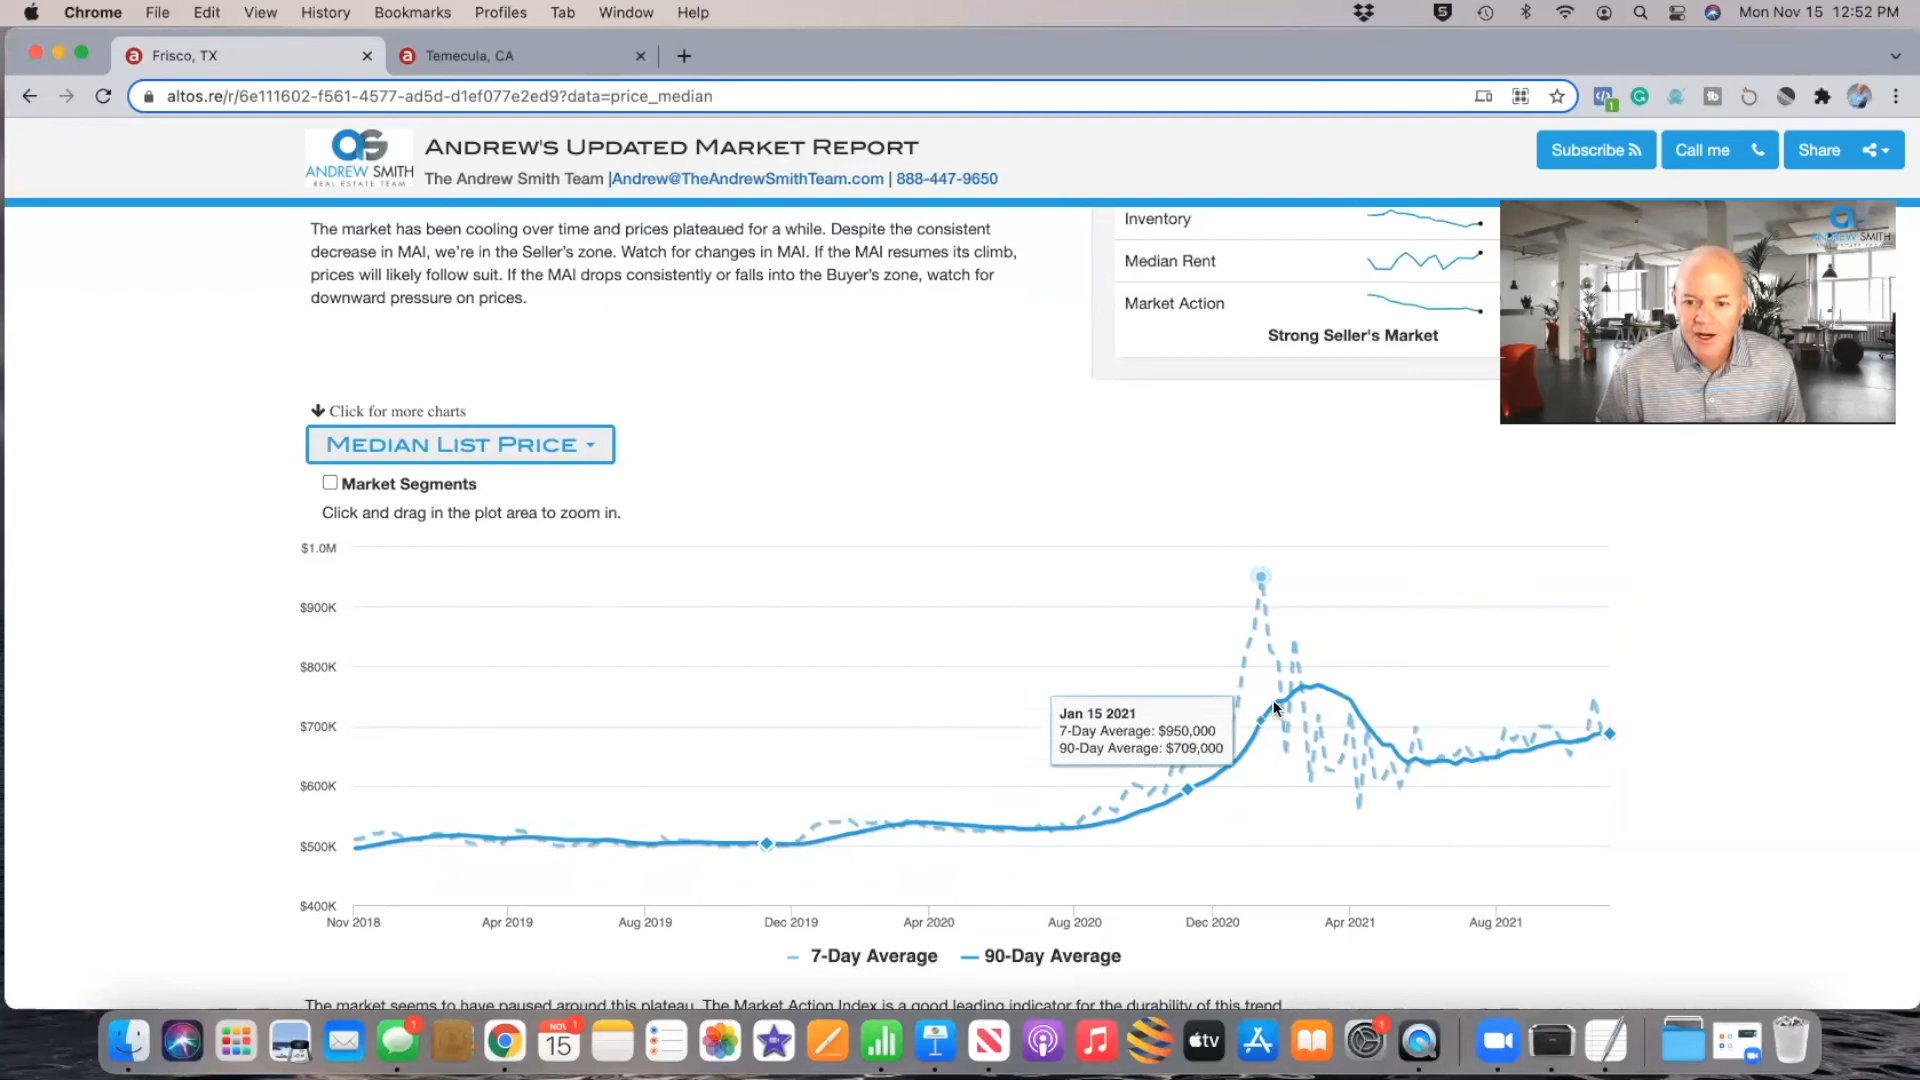 Chrome File Edit View History Bookmarks Profiles Tab Window Help Mon Nov 15 12:52 PM
Frisco, TX
Temecula, CA
altos.re/r/6e111602-f561-4577-ad5d-d1ef077e2ed9?data=price_median
ANDREW SMITH
REAL ESTATE TEAM
Andrew's Updated Market Report
The Andrew Smith Team |Andrew@TheAndrewSmithTeam.com | 888-447-9650
Subscribe
Call me
Share
The market has been cooling over time and prices plateaued for a while. Despite the consistent
decrease in MAI, we're in the Seller's zone. Watch for changes in MAI. If the MAI resumes its climb,
prices will likely follow suit. If the MAI drops consistently or falls into the Buyer's zone, watch for
downward pressure on prices.
Inventory
Median Rent
Market Action
Strong Seller's Market
Click for more charts
Median List Price
Market Segments
Click and drag in the plot area to zoom in.
$1.0M
$900K
$800K
$700K
$600K
$500K
$400K
Jan 15 2021
7-Day Average: $950,000
90-Day Average: $709,000
Nov 2018 Apr 2019 Aug 2019 Dec 2019 Apr 2020 Aug 2020 Dec 2020 Apr 2021 Aug 2021
7-Day Average 90-Day Average
The market seems to have paused around this plateau. The Market Action Index is a good leading indicator for the durability of this trend.
NOV
15
tv